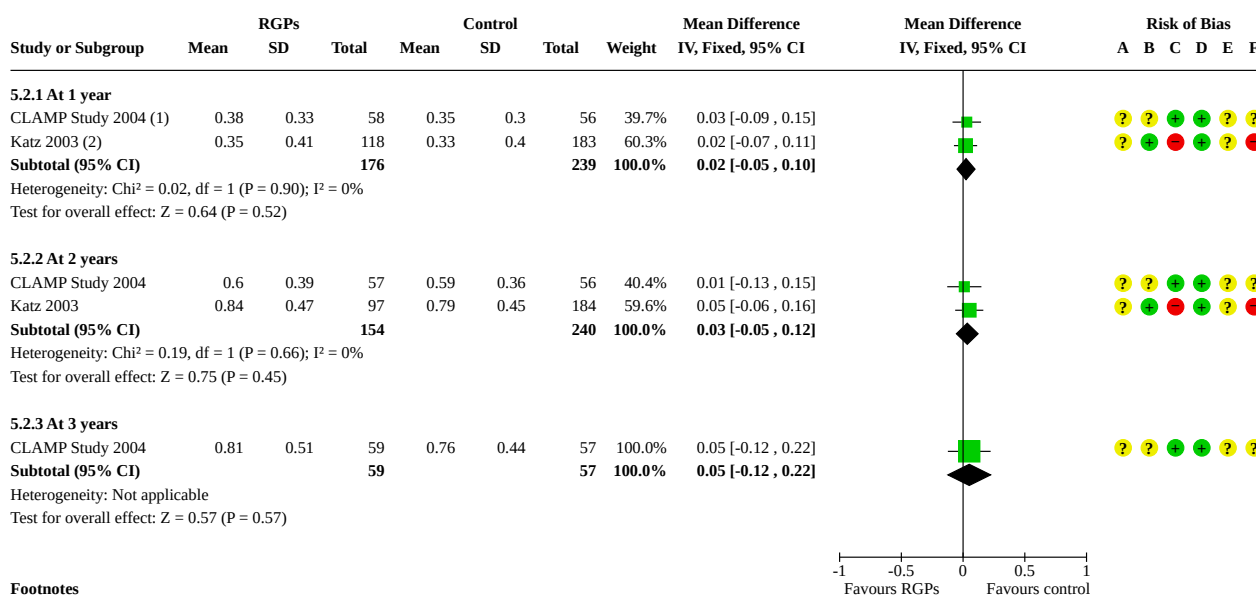 RGPs Control Mean Difference Mean Difference Risk of Bias
Study or Subgroup Mean SD Total Mean SD Total Weight IV, Fixed, 95% CI IV, Fixed, 95% CI A B C D E F
5.2.1 At 1 year
CLAMP Study 2004 (1) 0.38 0.33 58 0.35 0.3 56 39.7% 0.03 [-0.09 , 0.15] ? ? + + ? ?
Katz 2003 (2) 0.35 0.41 118 0.33 0.4 183 60.3% 0.02 [-0.07 , 0.11] ? + − + ? −
Subtotal (95% CI) 176 239 100.0% 0.02 [-0.05 , 0.10]
Heterogeneity: Chi² = 0.02, df = 1 (P = 0.90); I² = 0%
Test for overall effect: Z = 0.64 (P = 0.52)
5.2.2 At 2 years
CLAMP Study 2004 0.6 0.39 57 0.59 0.36 56 40.4% 0.01 [-0.13 , 0.15] ? ? + + ? ?
Katz 2003 0.84 0.47 97 0.79 0.45 184 59.6% 0.05 [-0.06 , 0.16] ? + − + ? −
Subtotal (95% CI) 154 240 100.0% 0.03 [-0.05 , 0.12]
Heterogeneity: Chi² = 0.19, df = 1 (P = 0.66); I² = 0%
Test for overall effect: Z = 0.75 (P = 0.45)
5.2.3 At 3 years
CLAMP Study 2004 0.81 0.51 59 0.76 0.44 57 100.0% 0.05 [-0.12 , 0.22] ? ? + + ? ?
Subtotal (95% CI) 59 57 100.0% 0.05 [-0.12 , 0.22]
Heterogeneity: Not applicable
Test for overall effect: Z = 0.57 (P = 0.57)
-1 -0.5 0 0.5 1
Footnotes Favours RGPs Favours control